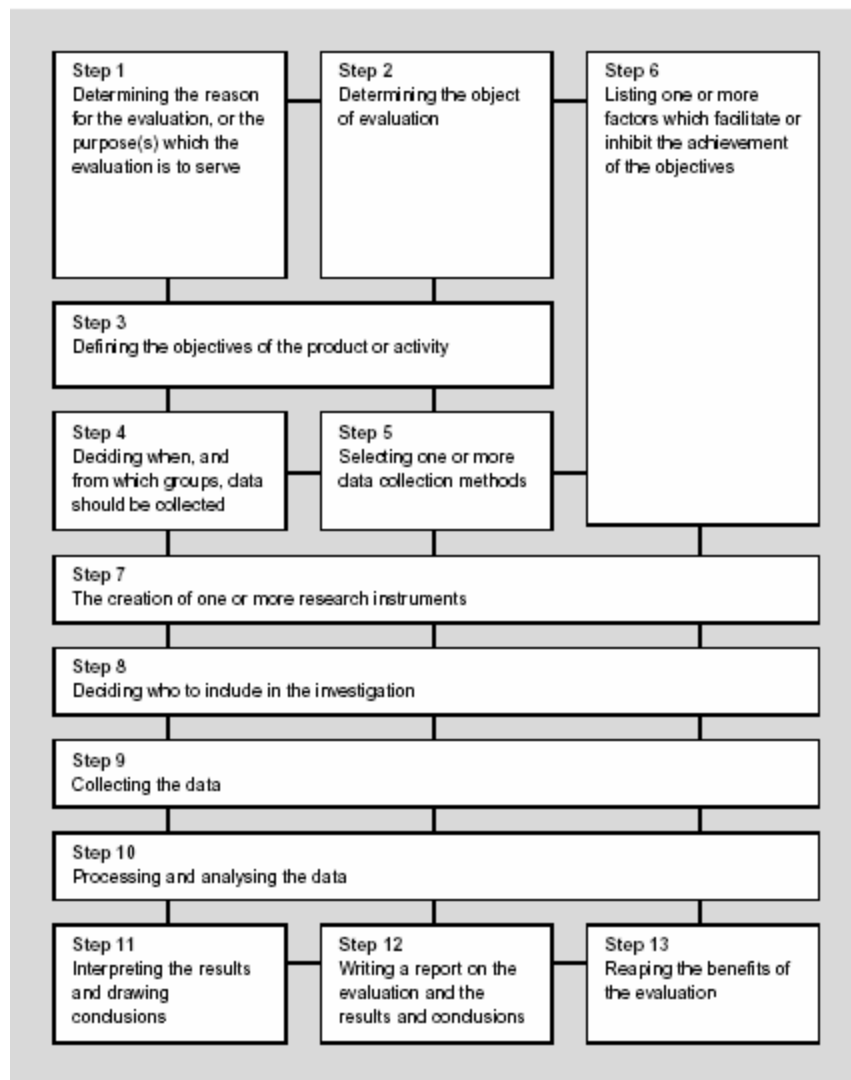 Step 1
Determining the reason
for the evaluation, or the
purpose(s) which the
evaluation is to serve
Step 2
Determining the object
of evaluation
Step 6
Listing one or more
factors which facilitate or
inhibit the achievement
of the objectives
Step 3
Defining the objectives of the product or activity
Step 4
Deciding when, and
from which groups, data
should be collected
Step 5
Selecting one or more
data collection methods
Step 7
The creation of one or more research instruments
Step 8
Deciding who to include in the investigation
Step 9
Collecting the data
Step 10
Processing and analysing the data
Step 11
Interpreting the results
and drawing
conclusions
Step 12
Writing a report on the
evaluation and the
results and conclusions
Step 13
Reaping the benefits of
the evaluation